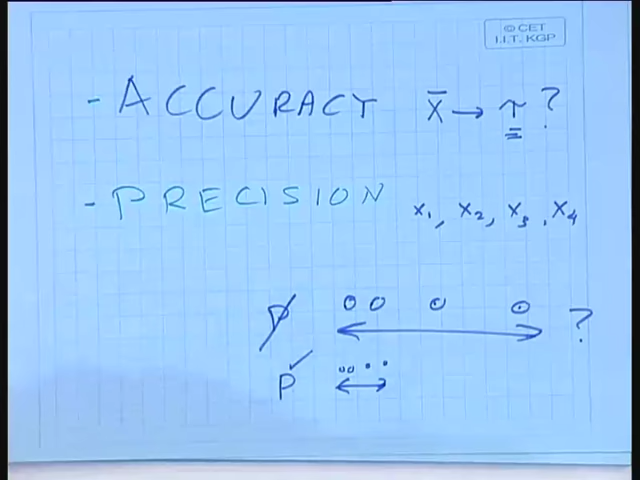 © CET
I.I.T. KGP
- ACCURACY X̄ → τ ?
- PRECISION x₁, x₂, x₃, x₄
P ?
P ✓